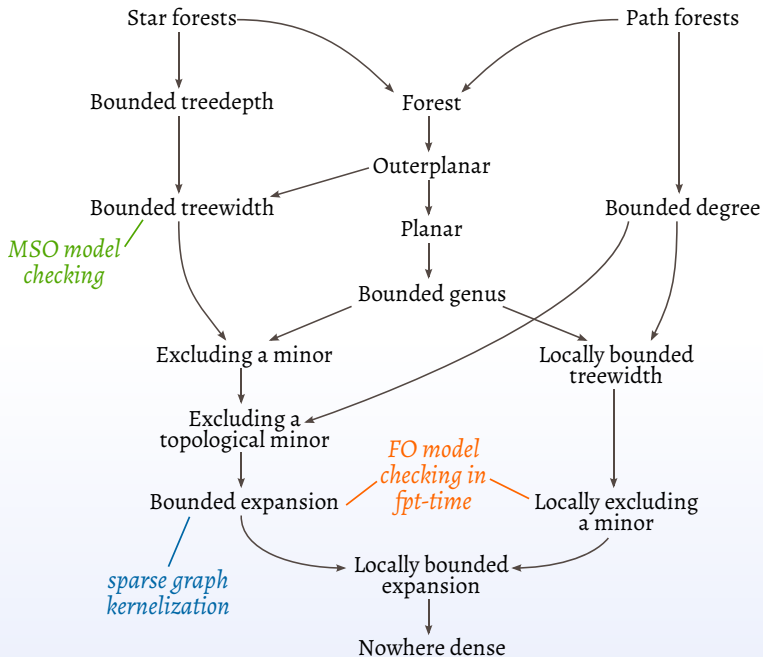 Star forests
Path forests
Bounded treedepth
Forest
Outerplanar
Bounded treewidth
Bounded degree
Planar
MSO model
checking
Bounded genus
Excluding a minor
Locally bounded
treewidth
Excluding a
topological minor
FO model
checking in
fpt-time
Bounded expansion
Locally excluding
a minor
Locally bounded
expansion
sparse graph
kernelization
Nowhere dense